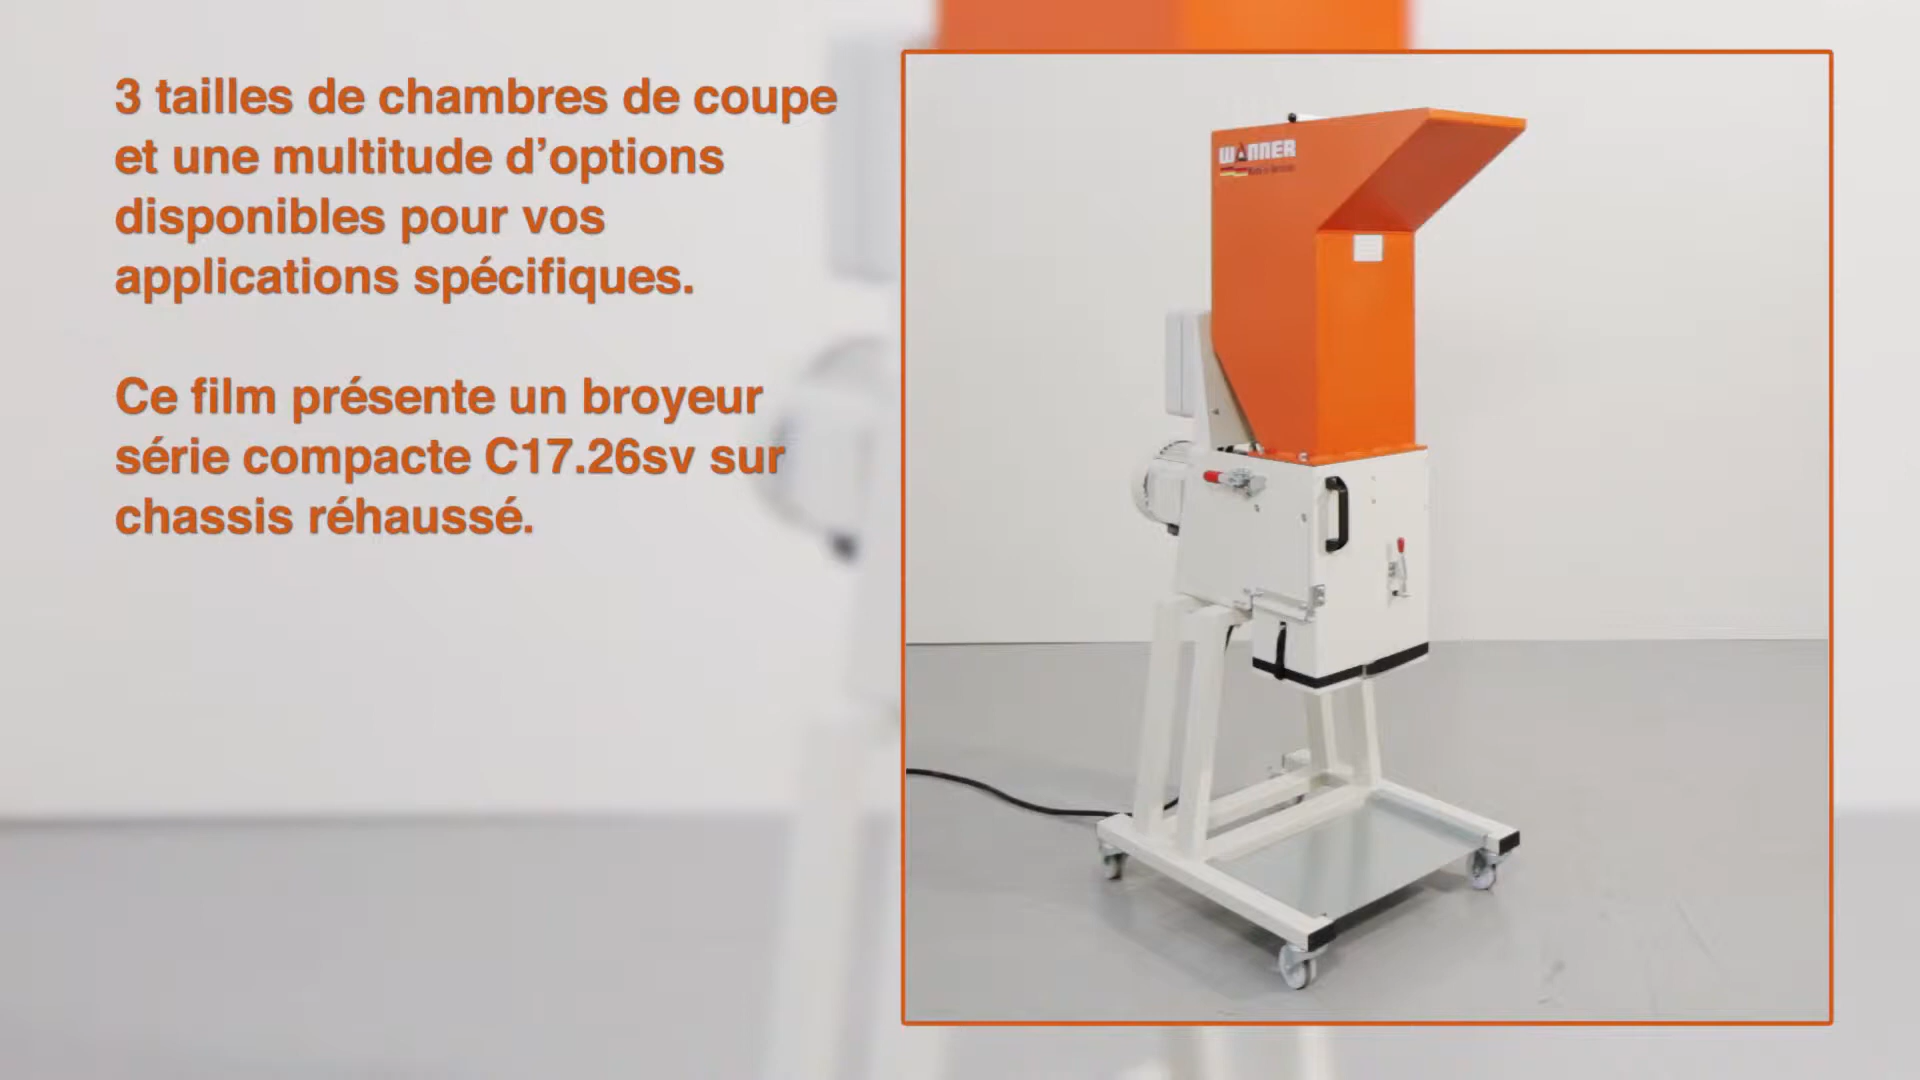 3 tailles de chambres de coupe
et une multitude d’options
disponibles pour vos
applications spécifiques.
Ce film présente un broyeur
série compacte C17.26sv sur
chassis réhaussé.
WANNER